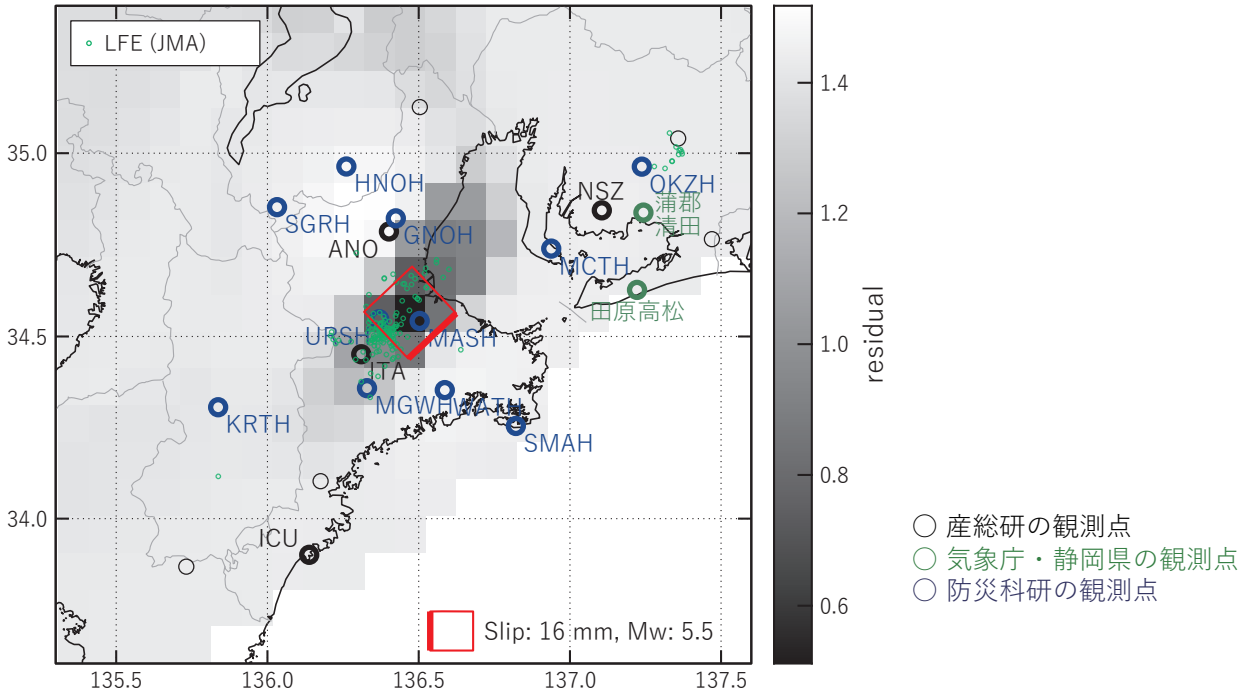 LFE (JMA)
1.4
35.0
HNOH
NSZ
OKZH
蒲郡
SGRH
清田
ANO
GNOH
MCTH
田原高松
34.5
URSH
MASH
1.0
residual
ITA
MGWH
WATH
KRTH
SMAH
0.8
34.0
ICU
産総研の観測点
気象庁・静岡県の観測点
防災科研の観測点
0.6
Slip: 16 mm, Mw: 5.5
135.5
136.0
136.5
137.0
137.5